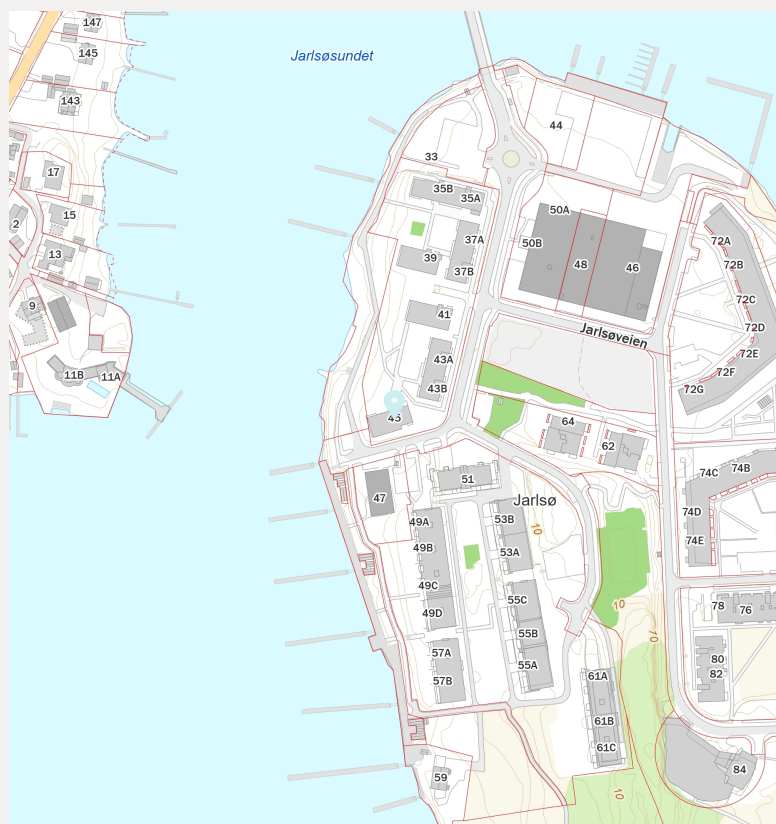 147
Jarlsøsundet
145
143
44
33
17
35B
35A
50A
15
2
37A
72A
50B
13
39
48
46
72B
37B
72C
9
41
Jarlsøveien
72D
43A
72E
11B
11A
72F
43B
72G
45
64
62
74B
74C
51
47
Jarlsø
74D
49A
53B
10
74E
49B
53A
49C
55C
10
78
76
49D
55B
10
57A
80
55A
82
57B
61A
61B
61C
84
59
10